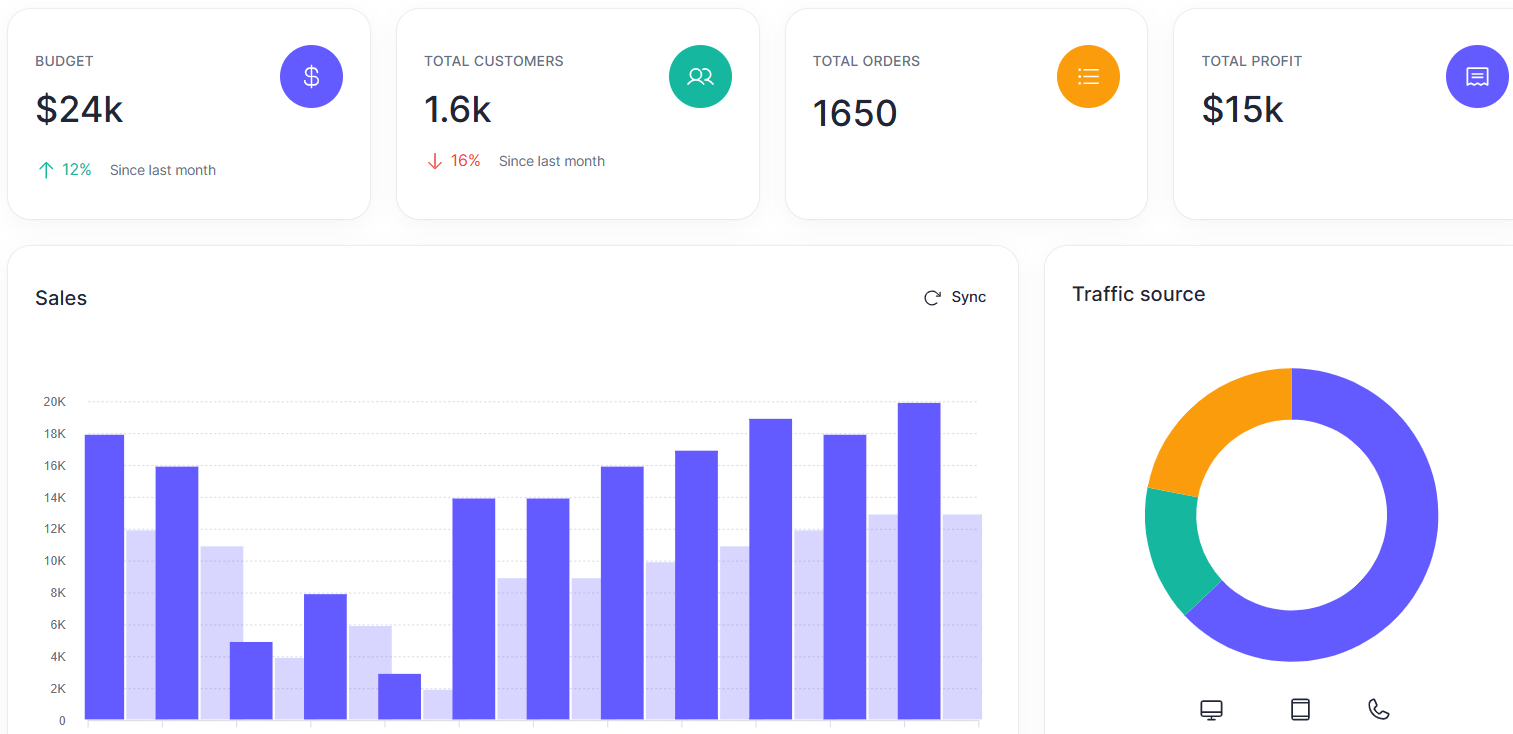 BUDGET
$24k
12% Since last month
TOTAL CUSTOMERS
1.6k
16% Since last month
TOTAL ORDERS
1650
TOTAL PROFIT
$15k
Sales
Sync
20K
18K
16K
14K
12K
10K
8K
6K
4K
2K
0
Traffic source